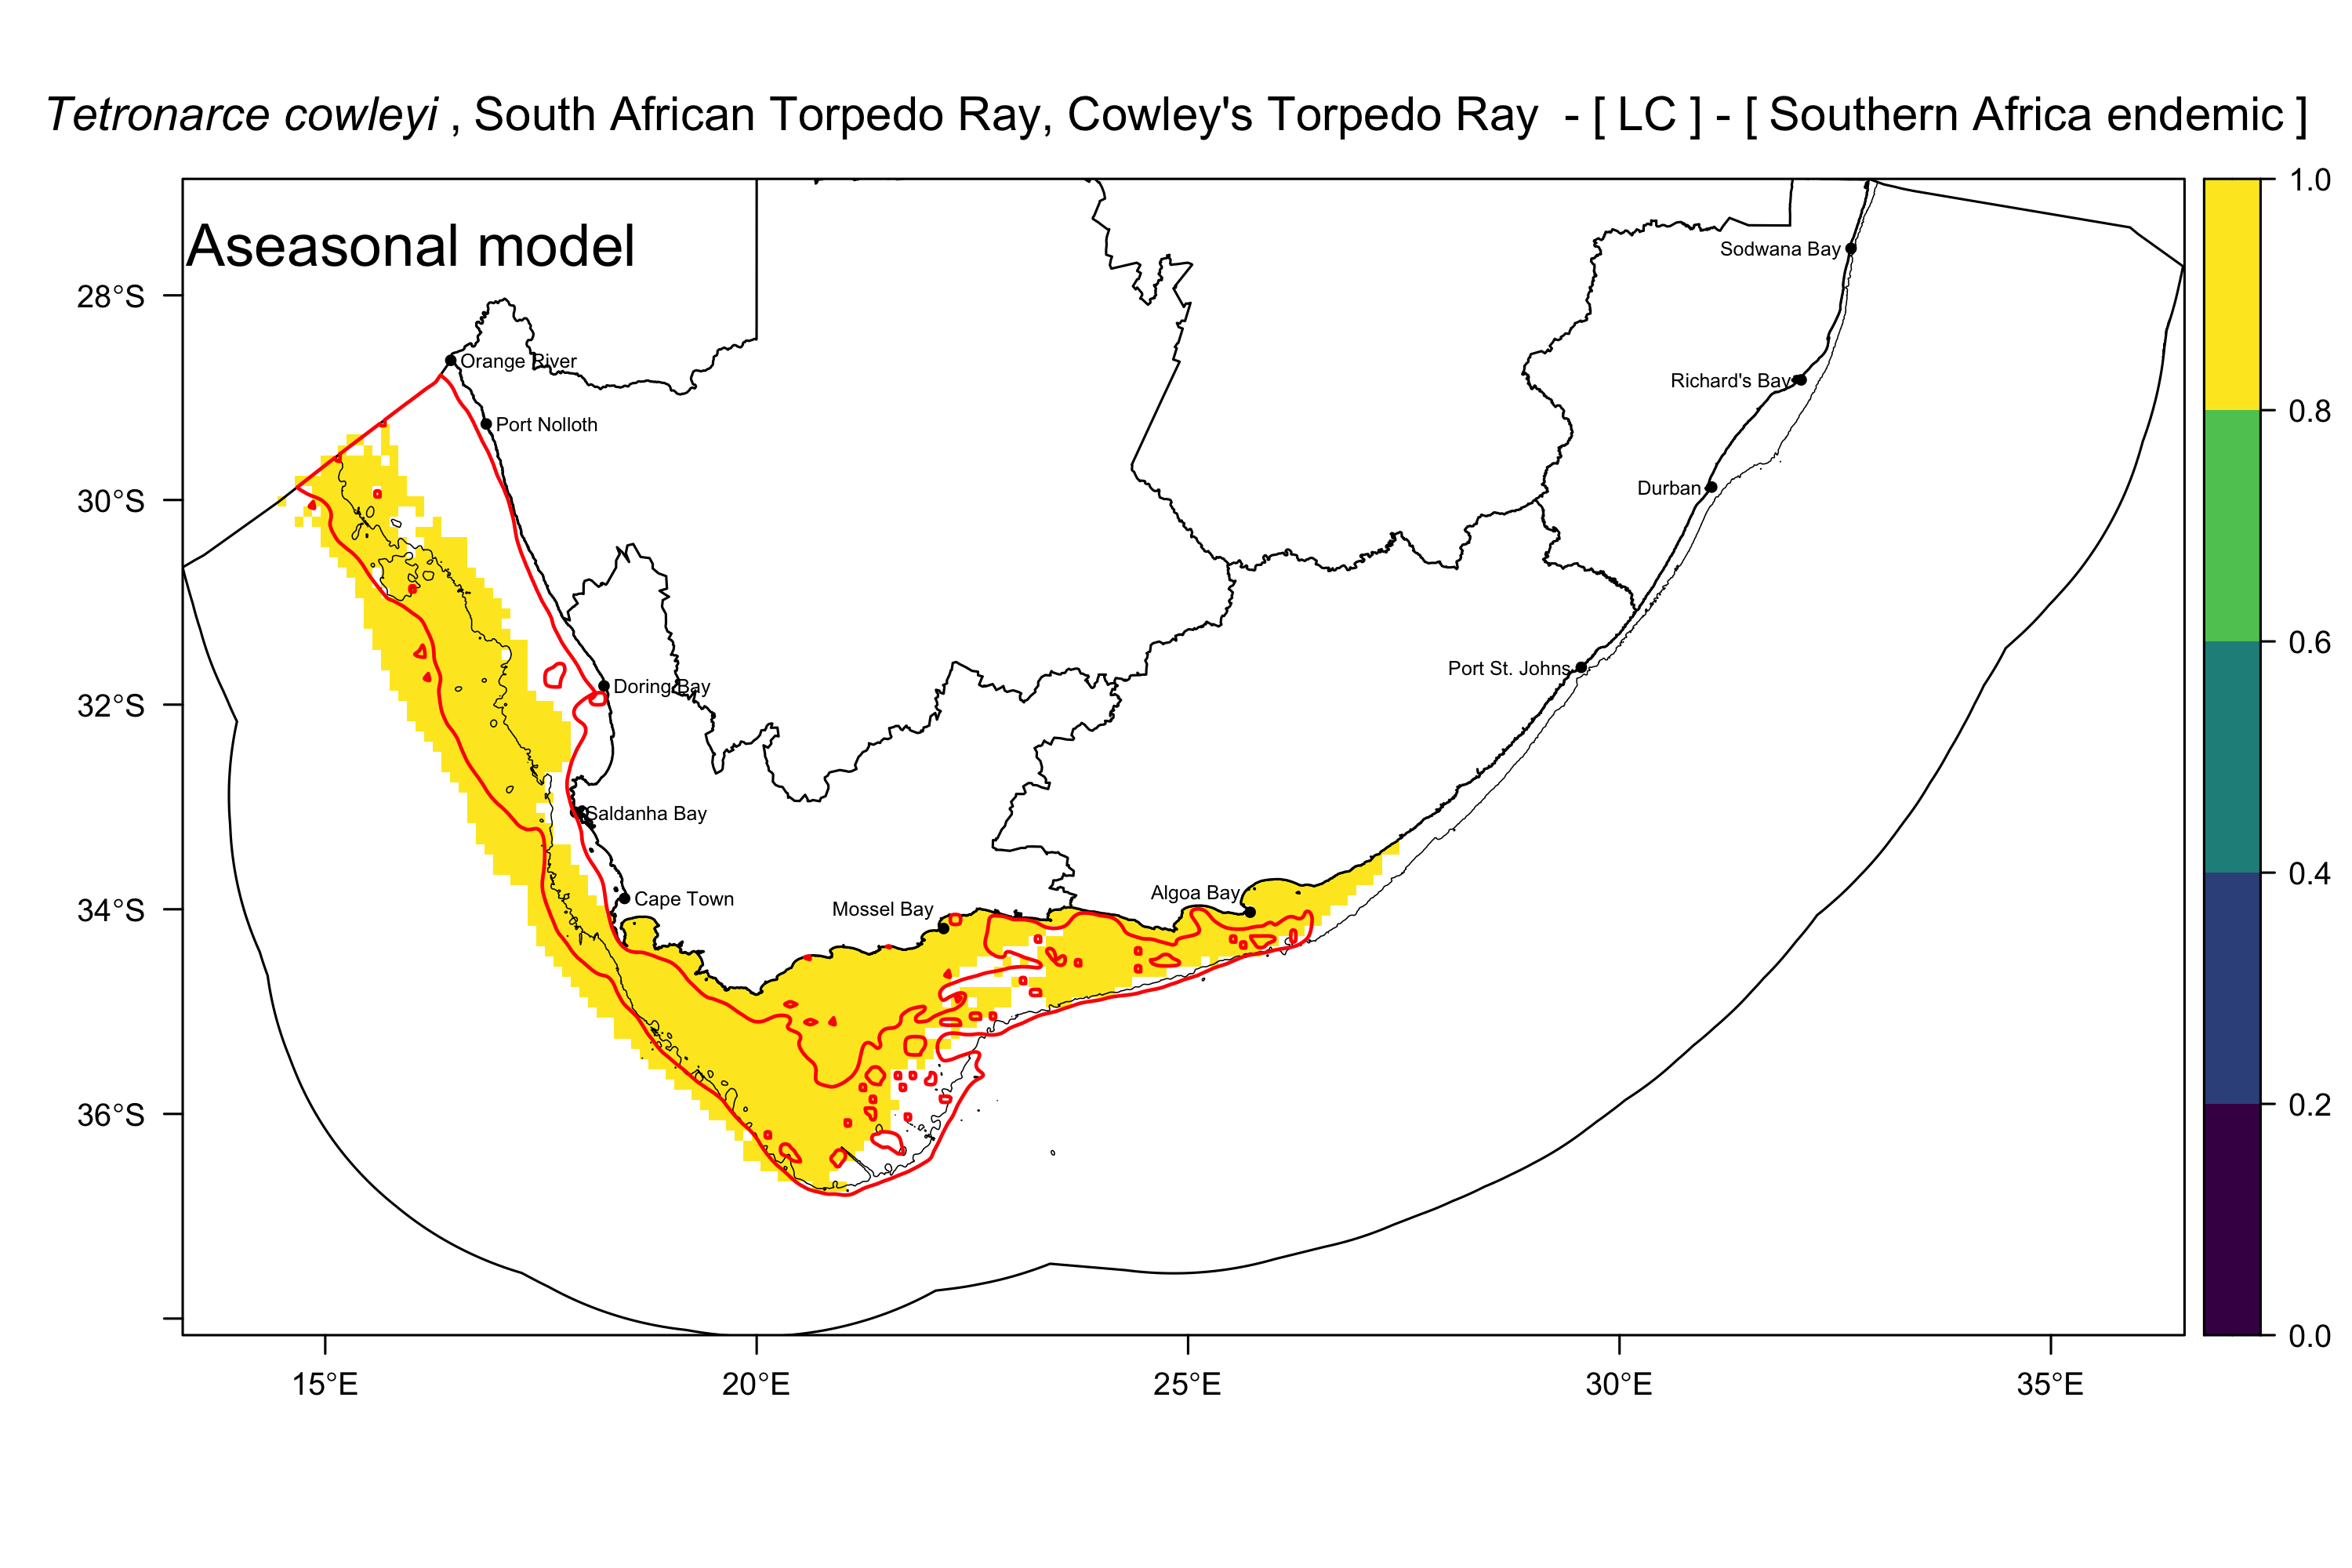 Tetronarce cowleyi , South African Torpedo Ray, Cowley's Torpedo Ray - [ LC ] - [ Southern Africa endemic ]
Aseasonal model
1.0
0.8
0.6
0.4
0.2
0.0
28°S
30°S
32°S
34°S
36°S
Sodwana Bay
Orange River
Richard's Bay
Port Nolloth
Durban
Port St. Johns
Doring Bay
Saldanha Bay
Algoa Bay
Cape Town
Mossel Bay
15°E
20°E
25°E
30°E
35°E